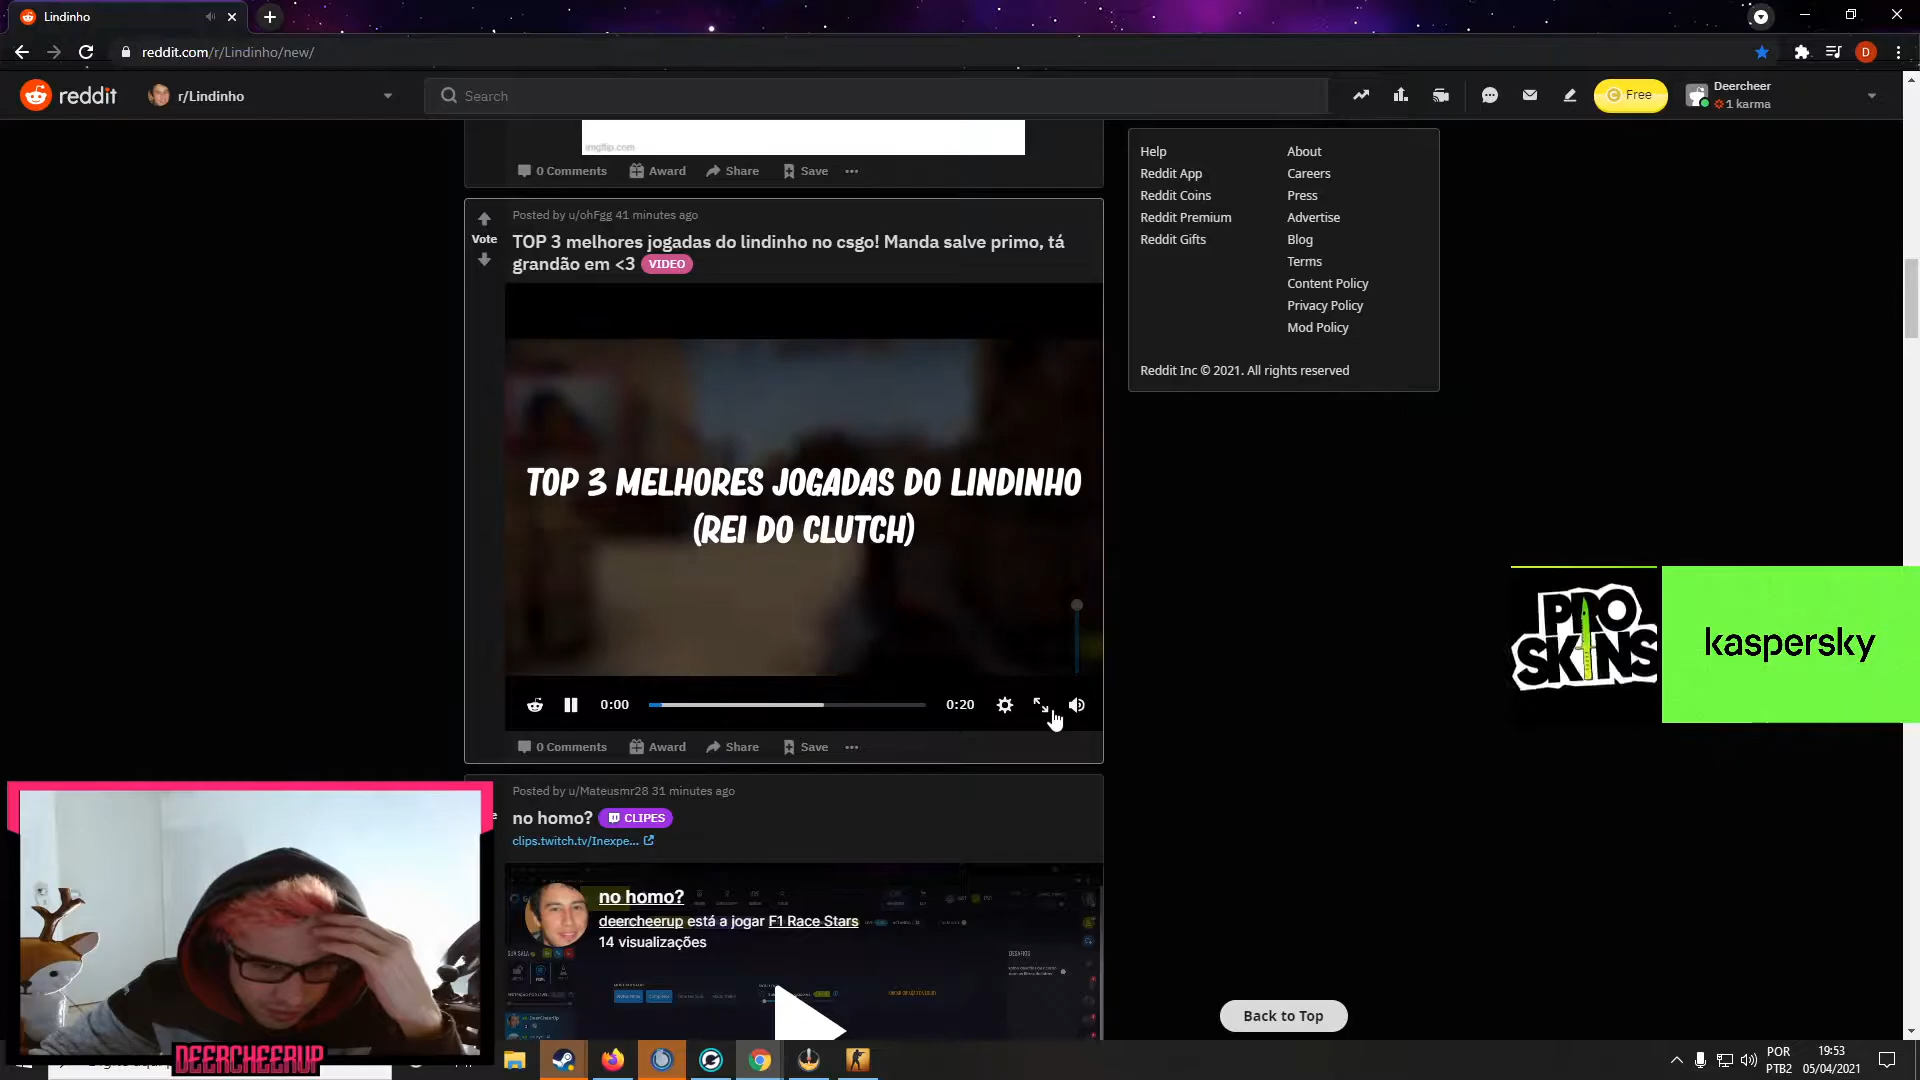 Lindinho
reddit.com/r/Lindinho/new/
D
reddit
r/Lindinho
Search
Free
Deercheer
1 karma
imgflip.com
0 Comments
Award
Share
Save
Help
About
Reddit App
Careers
Reddit Coins
Press
Reddit Premium
Advertise
Reddit Gifts
Blog
Terms
Content Policy
Privacy Policy
Mod Policy
Reddit Inc © 2021. All rights reserved
Vote
Posted by u/ohFgg 41 minutes ago
TOP 3 melhores jogadas do lindinho no csgo! Manda salve primo, tá
grandão em <3 VIDEO
TOP 3 MELHORES JOGADAS DO LINDINHO
(REI DO CLUTCH)
0:00
0:20
0 Comments
Award
Share
Save
PRO
SKINS
kaspersky
Posted by u/Mateusmr28 31 minutes ago
no homo? CLIPES
clips.twitch.tv/Inexpe...
no homo?
deercheerup está a jogar F1 Race Stars
14 visualizações
DESAFIOS
Back to Top
DEERCHEERUP
POR
PTB2
19:53
05/04/2021